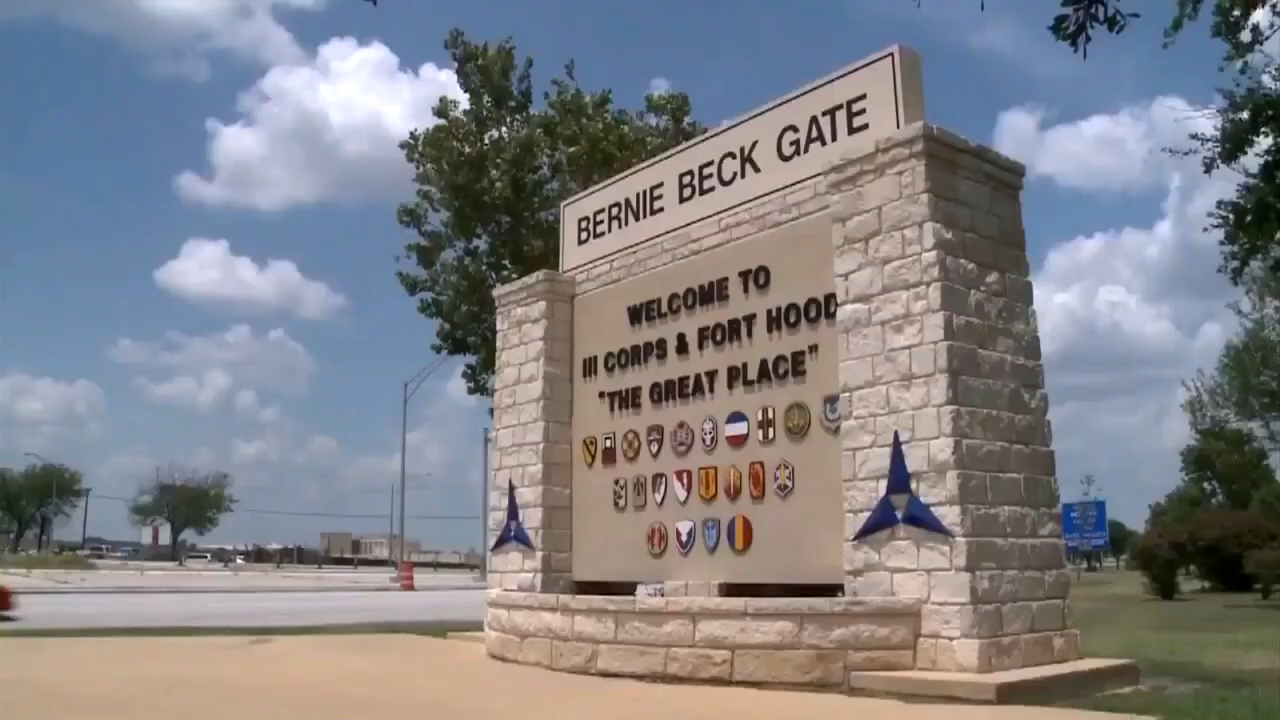 BERNIE BECK GATE
WELCOME TO
III CORPS & FORT HOOD
"THE GREAT PLACE"